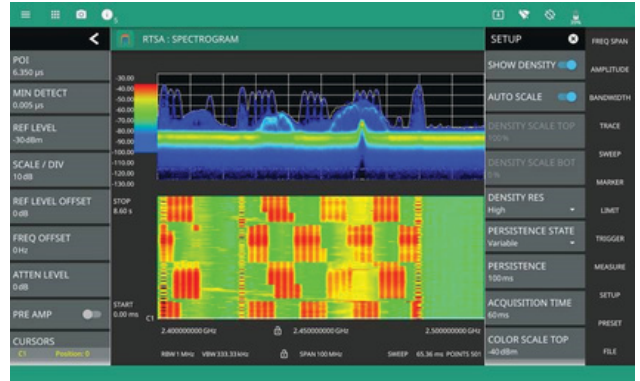 5
20%
RTSA : SPECTROGRAM
POI
6.350 µs
MIN DETECT
0.005 µs
REF LEVEL
-30dBm
SCALE / DIV
10 dB
REF LEVEL OFFSET
0 dB
FREQ OFFSET
0 Hz
ATTEN LEVEL
0 dB
PRE AMP
CURSORS
C1 Position: 0
-30.00
-40.00
-50.00
-60.00
-70.00
-80.00
-90.00
-100.00
-110.00
-120.00
-130.00
STOP
8.60 s
START
0.00 ms
C1
2.400000000 GHz
2.450000000 GHz
2.500000000 GHz
RBW 1 MHz VBW 333.33 kHz SPAN 100 MHz SWEEP 65.36 ms POINTS 501
SETUP
SHOW DENSITY
AUTO SCALE
DENSITY SCALE TOP
100 %
DENSITY SCALE BOT
0 %
DENSITY RES
High
PERSISTENCE STATE
Variable
PERSISTENCE
100 ms
ACQUISITION TIME
60 ms
COLOR SCALE TOP
-40 dBm
FREQ SPAN
AMPLITUDE
BANDWIDTH
TRACE
SWEEP
MARKER
LIMIT
TRIGGER
MEASURE
SETUP
PRESET
FILE